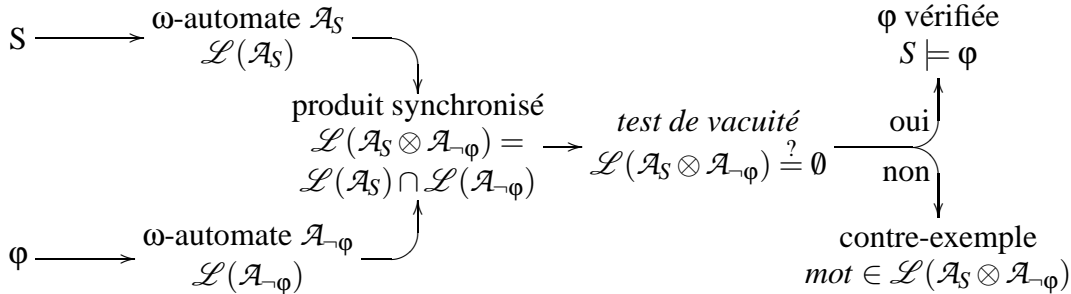 S
ω-automate 𝒜_S
ℒ(𝒜_S)
produit synchronisé
ℒ(𝒜_S ⊗ 𝒜_¬φ) =
ℒ(𝒜_S) ∩ ℒ(𝒜_¬φ)
φ
ω-automate 𝒜_¬φ
ℒ(𝒜_¬φ)
test de vacuité
ℒ(𝒜_S ⊗ 𝒜_¬φ) ≟ ∅
oui
non
φ vérifiée
S ⊨ φ
contre-exemple
mot ∈ ℒ(𝒜_S ⊗ 𝒜_¬φ)